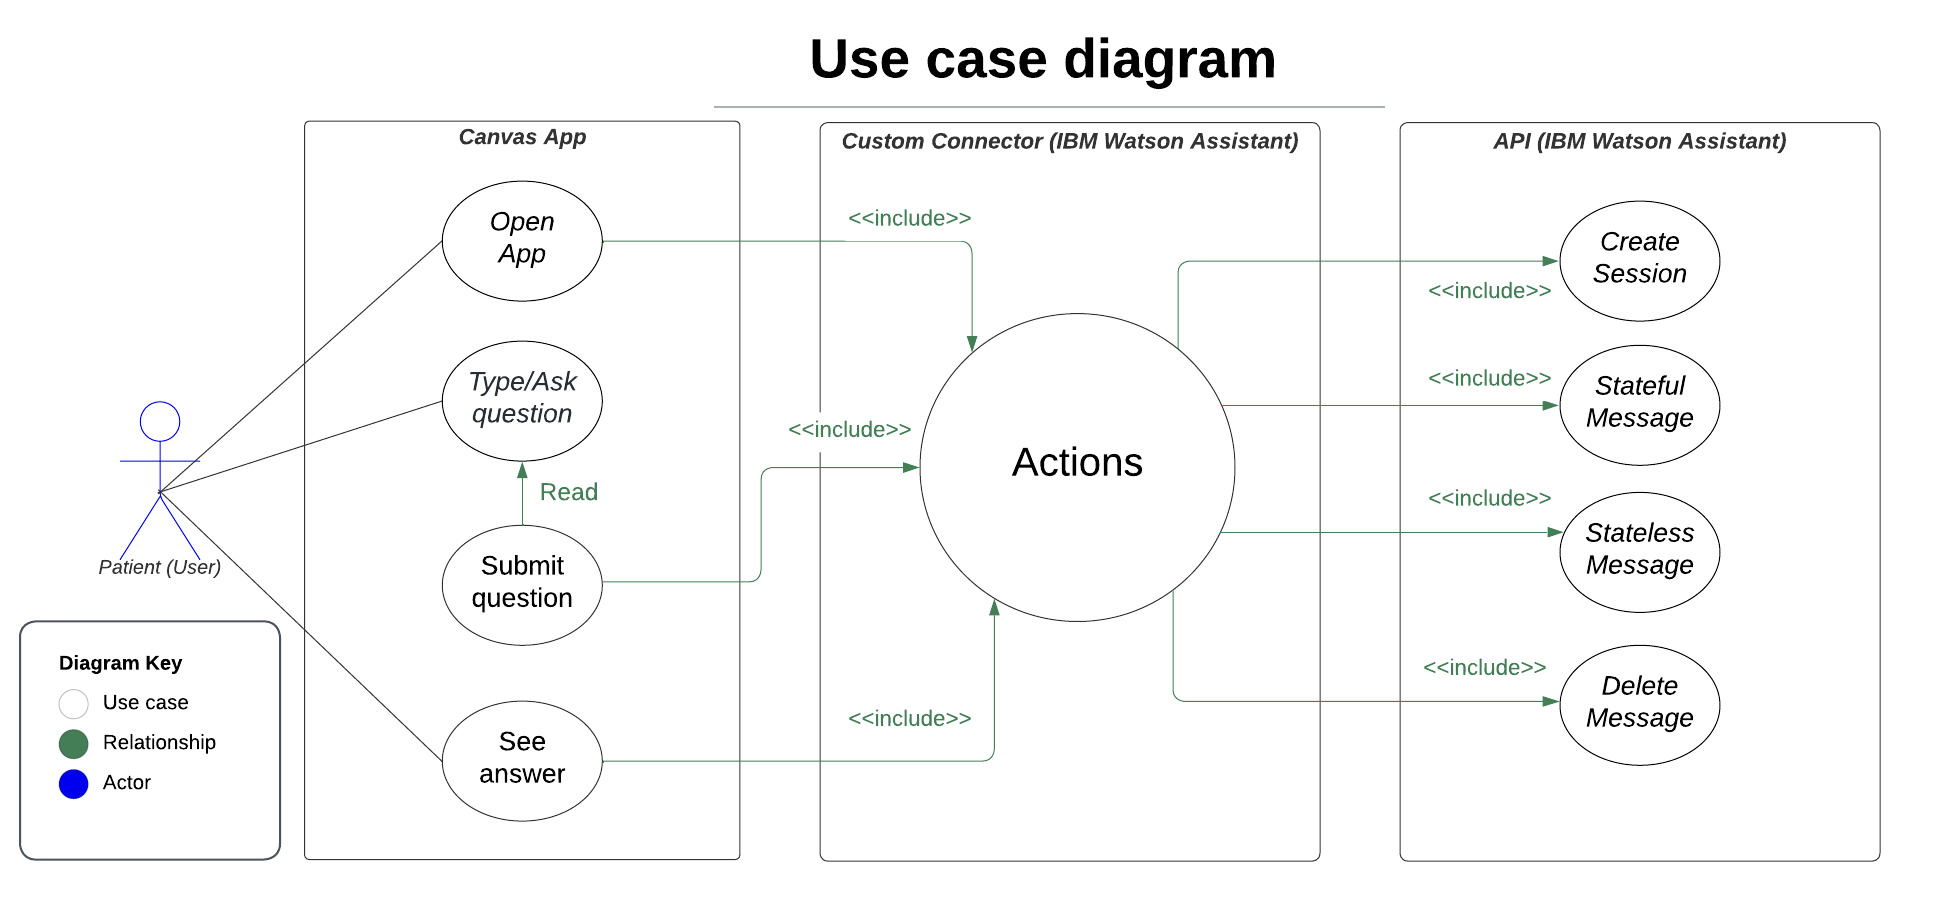 Use case diagram
Canvas App
Custom Connector (IBM Watson Assistant)
API (IBM Watson Assistant)
Open
App
Type/Ask
question
Read
Submit
question
See
answer
Patient (User)
Diagram Key
Use case
Relationship
Actor
<<include>>
<<include>>
<<include>>
Actions
<<include>>
<<include>>
<<include>>
<<include>>
Create
Session
Stateful
Message
Stateless
Message
Delete
Message